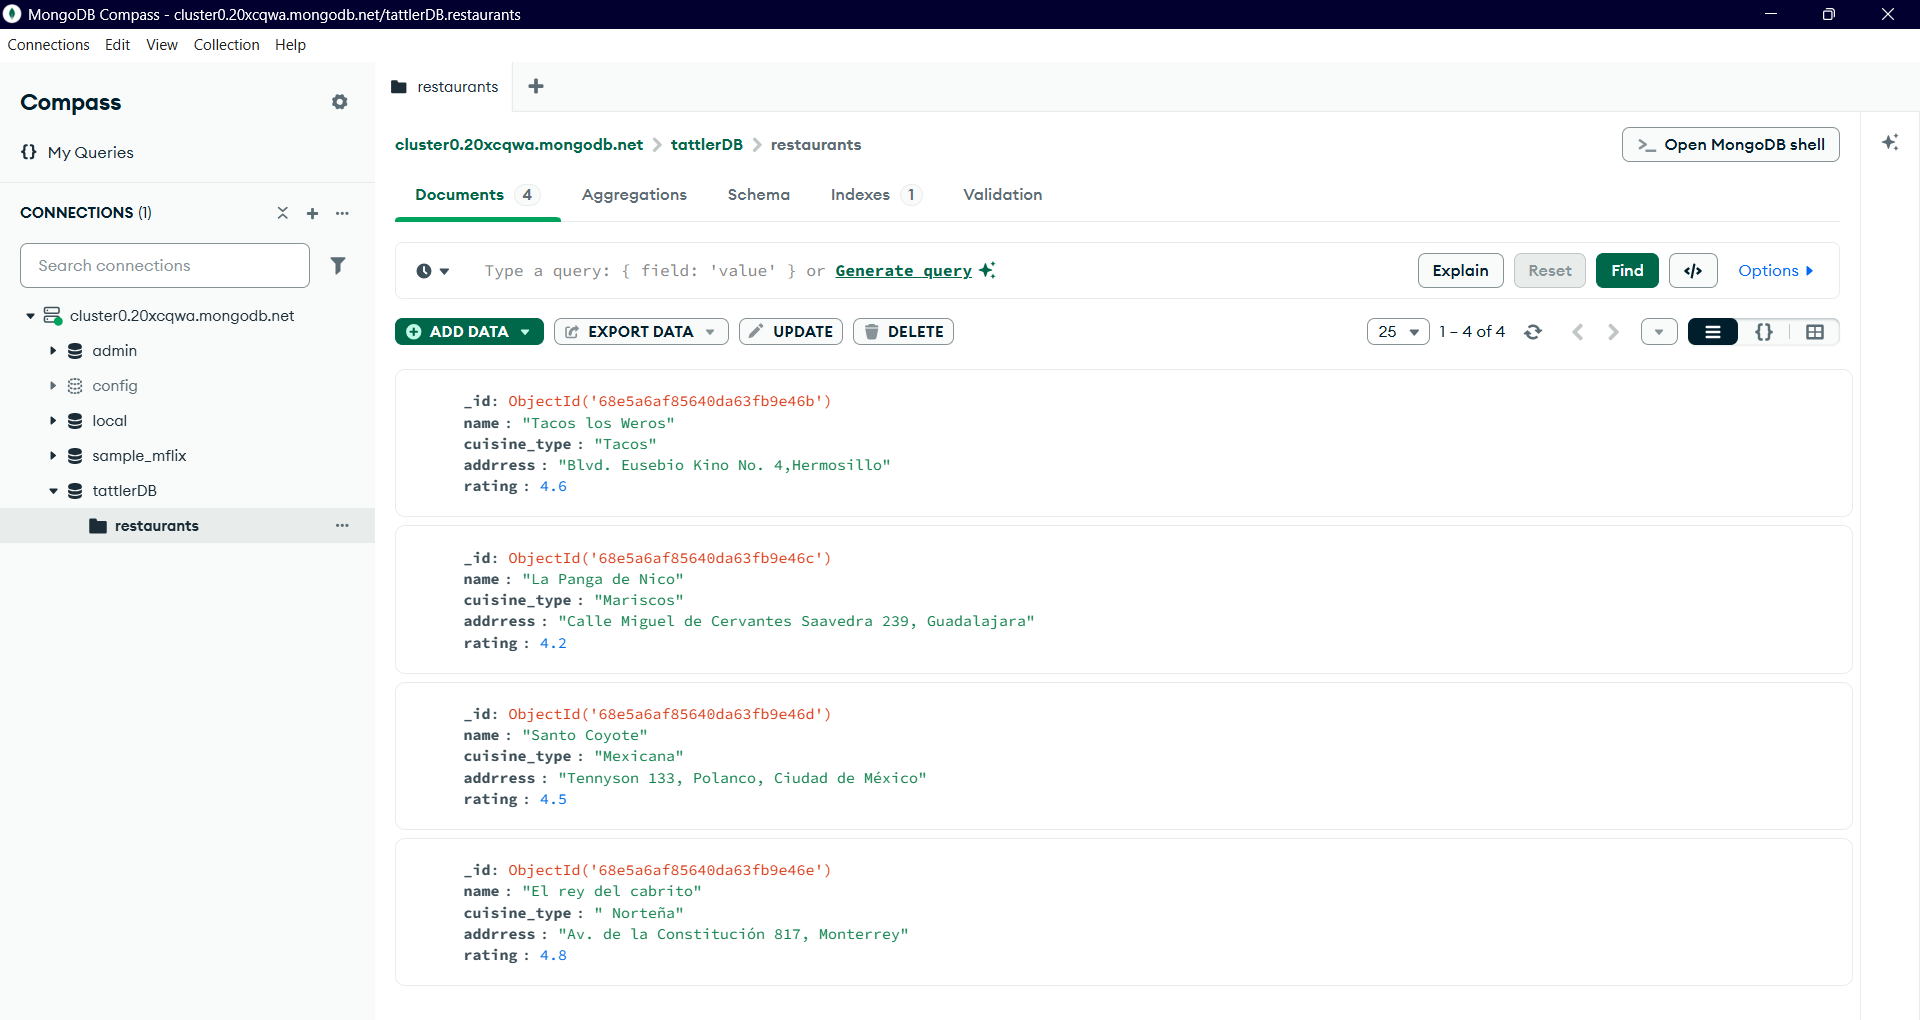 MongoDB Compass - cluster0.20xcqwa.mongodb.net/tattlerDB.restaurants
Connections Edit View Collection Help
Compass
{} My Queries
CONNECTIONS (1)
Search connections
cluster0.20xcqwa.mongodb.net
admin
config
local
sample_mflix
tattlerDB
restaurants
restaurants
cluster0.20xcqwa.mongodb.net > tattlerDB > restaurants
>_ Open MongoDB shell
Documents 4 Aggregations Schema Indexes 1 Validation
Type a query: { field: 'value' } or Generate query
Explain Reset Find </> Options
ADD DATA EXPORT DATA UPDATE DELETE
25 1 – 4 of 4 {}
_id: ObjectId('68e5a6af85640da63fb9e46b')
name : "Tacos los Weros"
cuisine_type : "Tacos"
addrress : "Blvd. Eusebio Kino No. 4,Hermosillo"
rating : 4.6
_id: ObjectId('68e5a6af85640da63fb9e46c')
name : "La Panga de Nico"
cuisine_type : "Mariscos"
addrress : "Calle Miguel de Cervantes Saavedra 239, Guadalajara"
rating : 4.2
_id: ObjectId('68e5a6af85640da63fb9e46d')
name : "Santo Coyote"
cuisine_type : "Mexicana"
addrress : "Tennyson 133, Polanco, Ciudad de México"
rating : 4.5
_id: ObjectId('68e5a6af85640da63fb9e46e')
name : "El rey del cabrito"
cuisine_type : " Norteña"
addrress : "Av. de la Constitución 817, Monterrey"
rating : 4.8